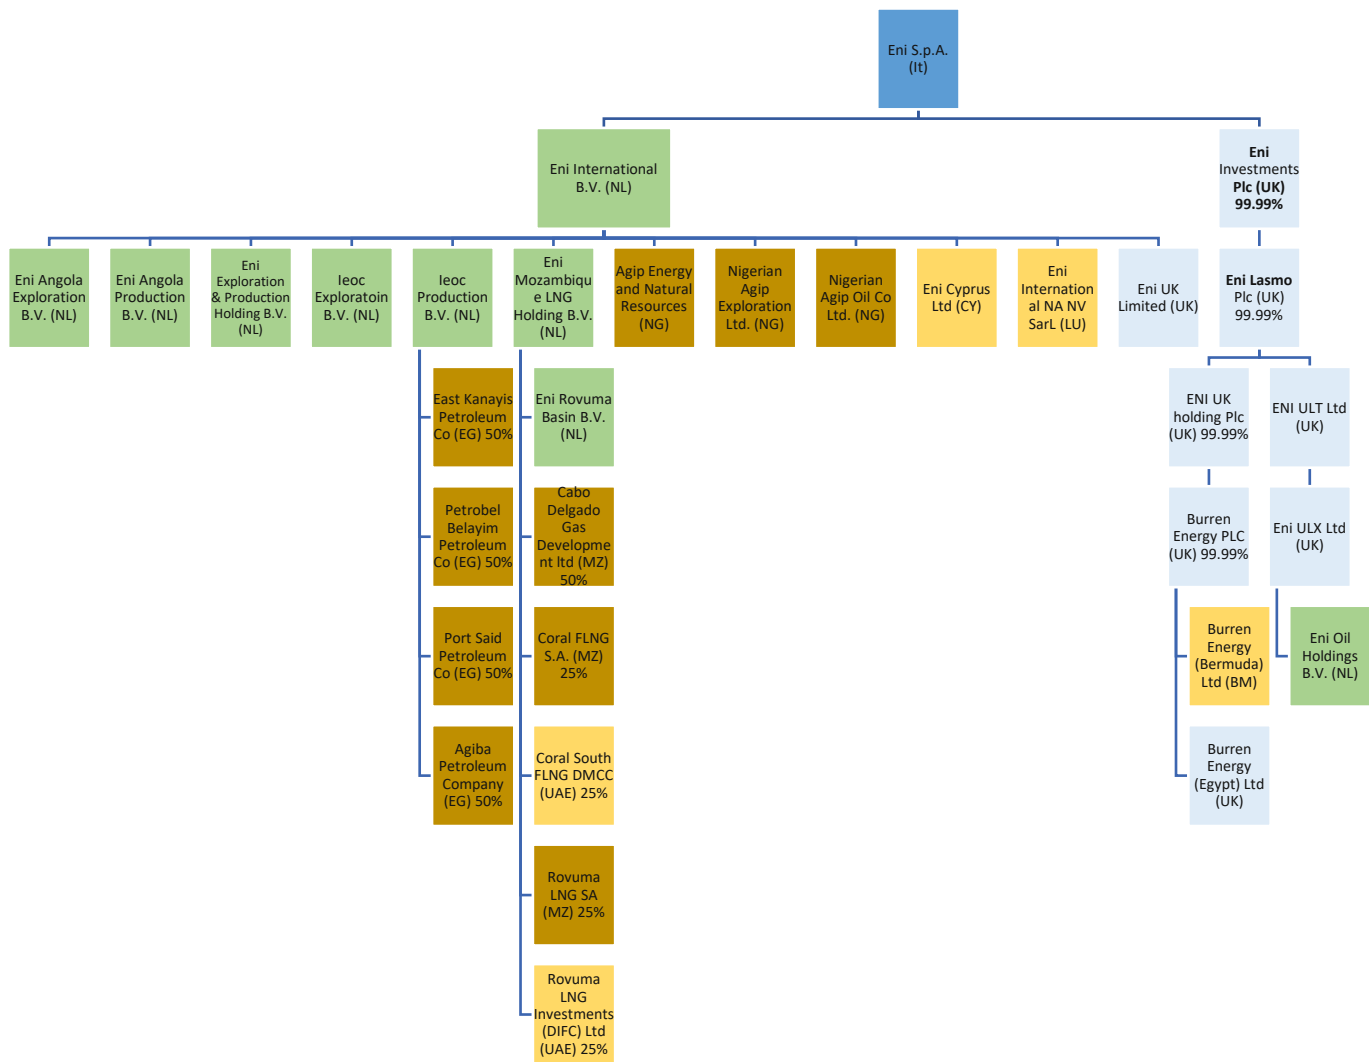 Eni S.p.A.
(It)
Eni International
B.V. (NL)
Eni
Investments
Plc (UK)
99.99%
Eni Angola
Exploration
B.V. (NL)
Eni Angola
Production
B.V. (NL)
Eni
Exploration
& Production
Holding B.V.
(NL)
Ieoc
Exploratoin
B.V. (NL)
Ieoc
Production
B.V. (NL)
Eni
Mozambiqu
e LNG
Holding B.V.
(NL)
Agip Energy
and Natural
Resources
(NG)
Nigerian
Agip
Exploration
Ltd. (NG)
Nigerian
Agip Oil Co
Ltd. (NG)
Eni Cyprus
Ltd (CY)
Eni
Internation
al NA NV
SarL (LU)
Eni UK
Limited (UK)
Eni Lasmo
Plc (UK)
99.99%
East Kanayis
Petroleum
Co (EG) 50%
Petrobel
Belayim
Petroleum
Co (EG) 50%
Port Said
Petroleum
Co (EG) 50%
Agiba
Petroleum
Company
(EG) 50%
Eni Rovuma
Basin B.V.
(NL)
Cabo
Delgado
Gas
Developme
nt ltd (MZ)
50%
Coral FLNG
S.A. (MZ)
25%
Coral South
FLNG DMCC
(UAE) 25%
Rovuma
LNG SA
(MZ) 25%
Rovuma
LNG
Investments
(DIFC) Ltd
(UAE) 25%
ENI UK
holding Plc
(UK) 99.99%
Burren
Energy PLC
(UK) 99.99%
Burren
Energy
(Bermuda)
Ltd (BM)
Burren
Energy
(Egypt) Ltd
(UK)
ENI ULT Ltd
(UK)
Eni ULX Ltd
(UK)
Eni Oil
Holdings
B.V. (NL)